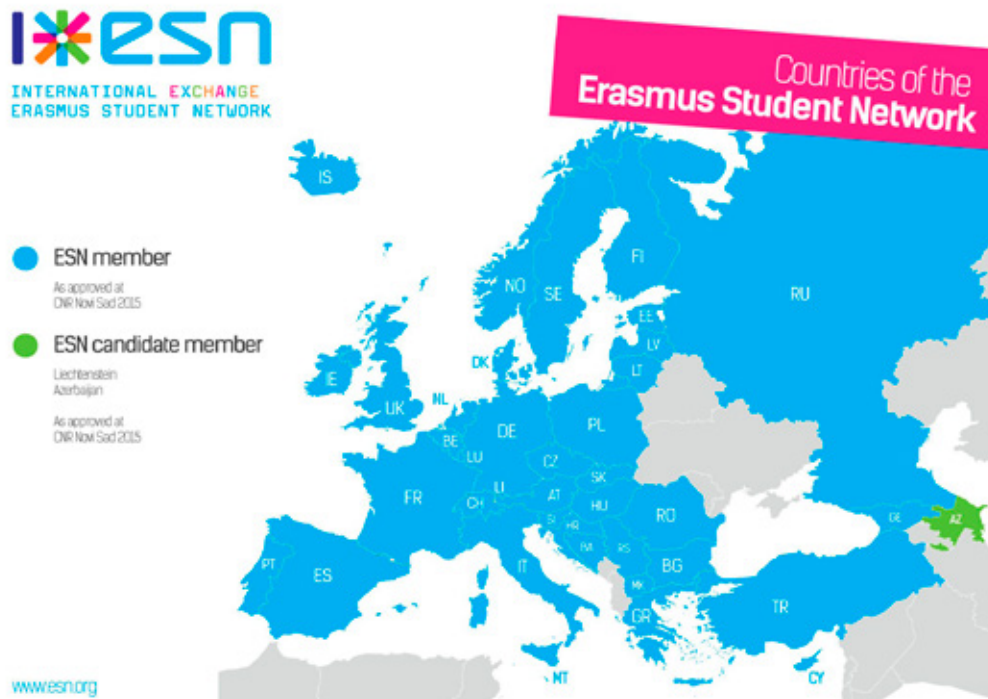 esn
INTERNATIONAL EXCHANGE
ERASMUS STUDENT NETWORK
Countries of the
Erasmus Student Network
ESN member
As approved at
CNR Novi Sad 2015
ESN candidate member
Liechtenstein
Azerbaijan
As approved at
CNR Novi Sad 2015
IS
NO
SE
FI
RU
EE
LV
LT
DK
IE
UK
NL
BE
LU
DE
PL
CZ
SK
FR
CH
LI
AT
HU
SI
HR
BA
RS
RO
BG
MK
GR
IT
PT
ES
MT
TR
CY
GE
AZ
www.esn.org